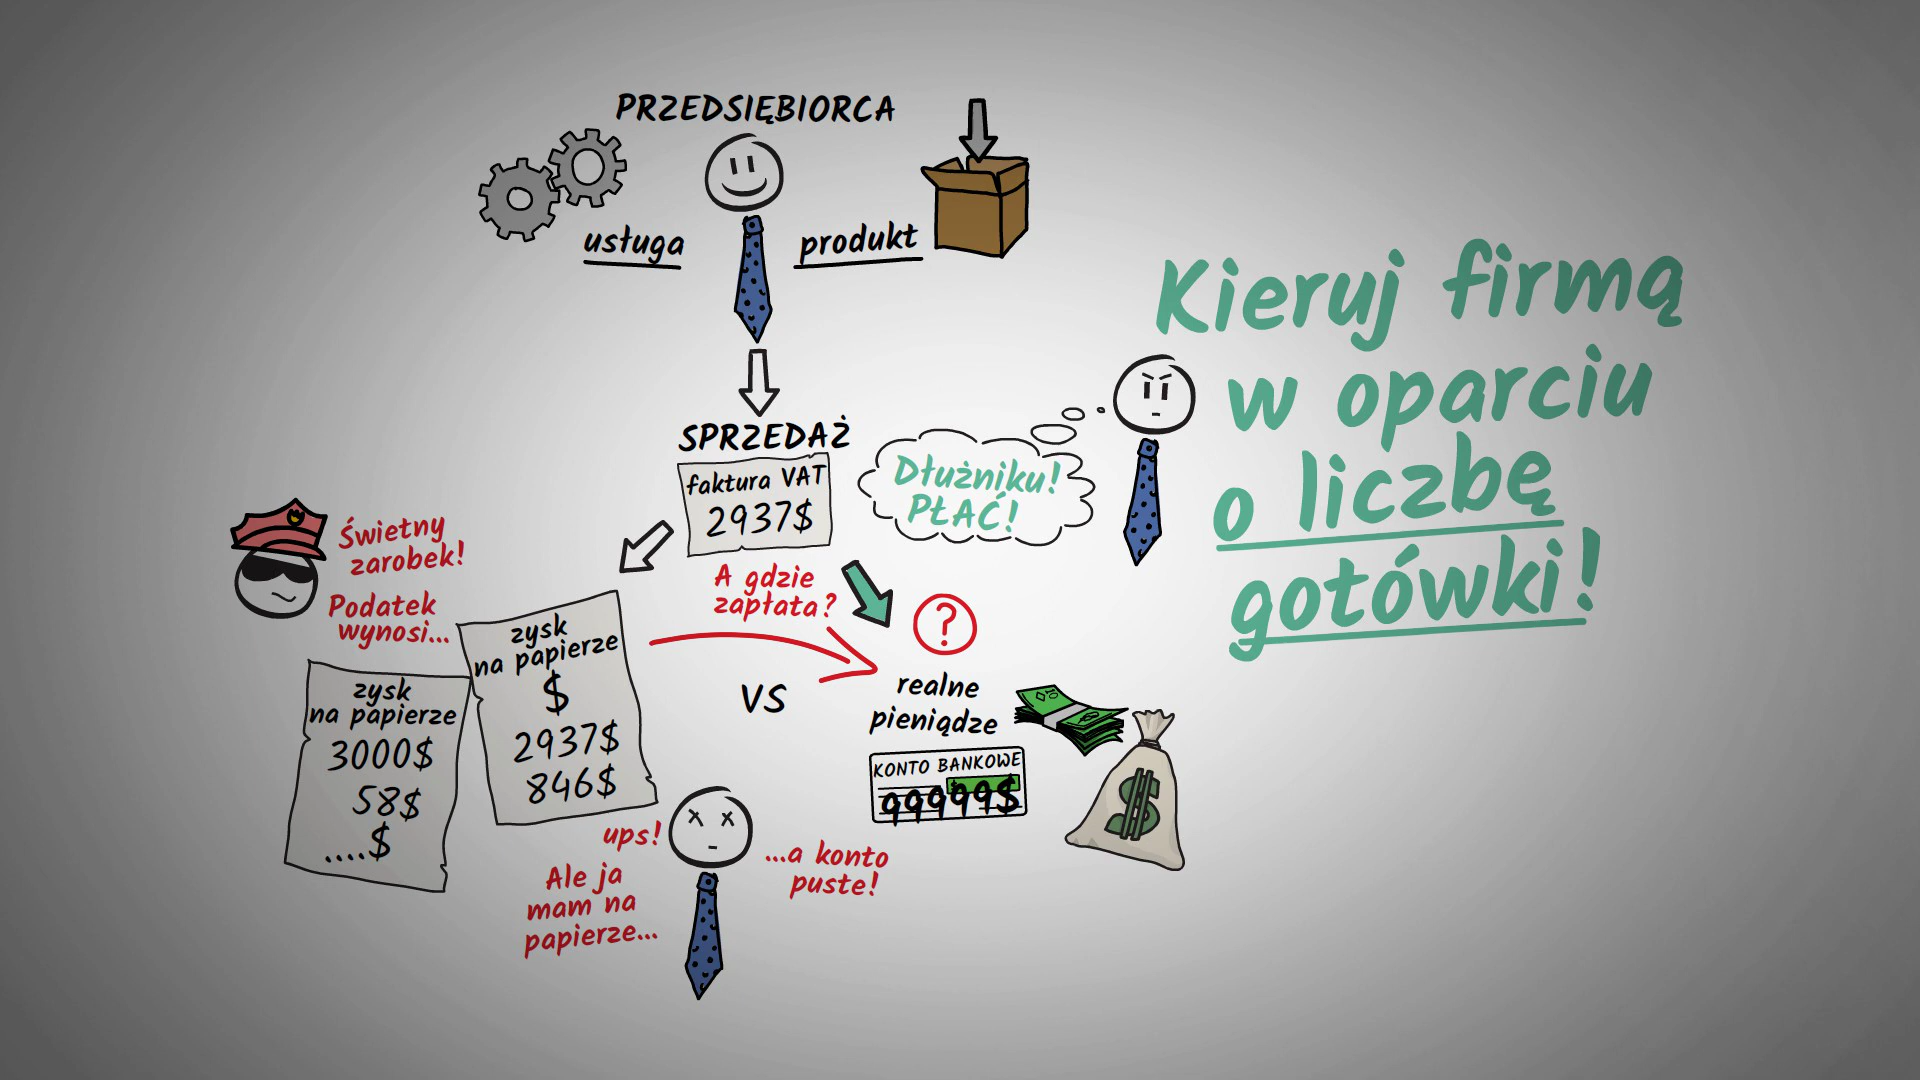 PRZEDSIĘBIORCA
usługa
produkt
SPRZEDAŻ
faktura VAT
2937$
Dłużniku!
PŁAĆ!
Kieruj firmą
w oparciu
o liczbę
gotówki!
Świetny
zarobek!
Podatek
wynosi...
zysk
na papierze
3000$
58$
....$
zysk
na papierze
$
2937$
846$
A gdzie
zapłata?
?
VS
realne
pieniądze
KONTO BANKOWE
99999$
$
ups!
Ale ja
mam na
papierze...
...a konto
puste!